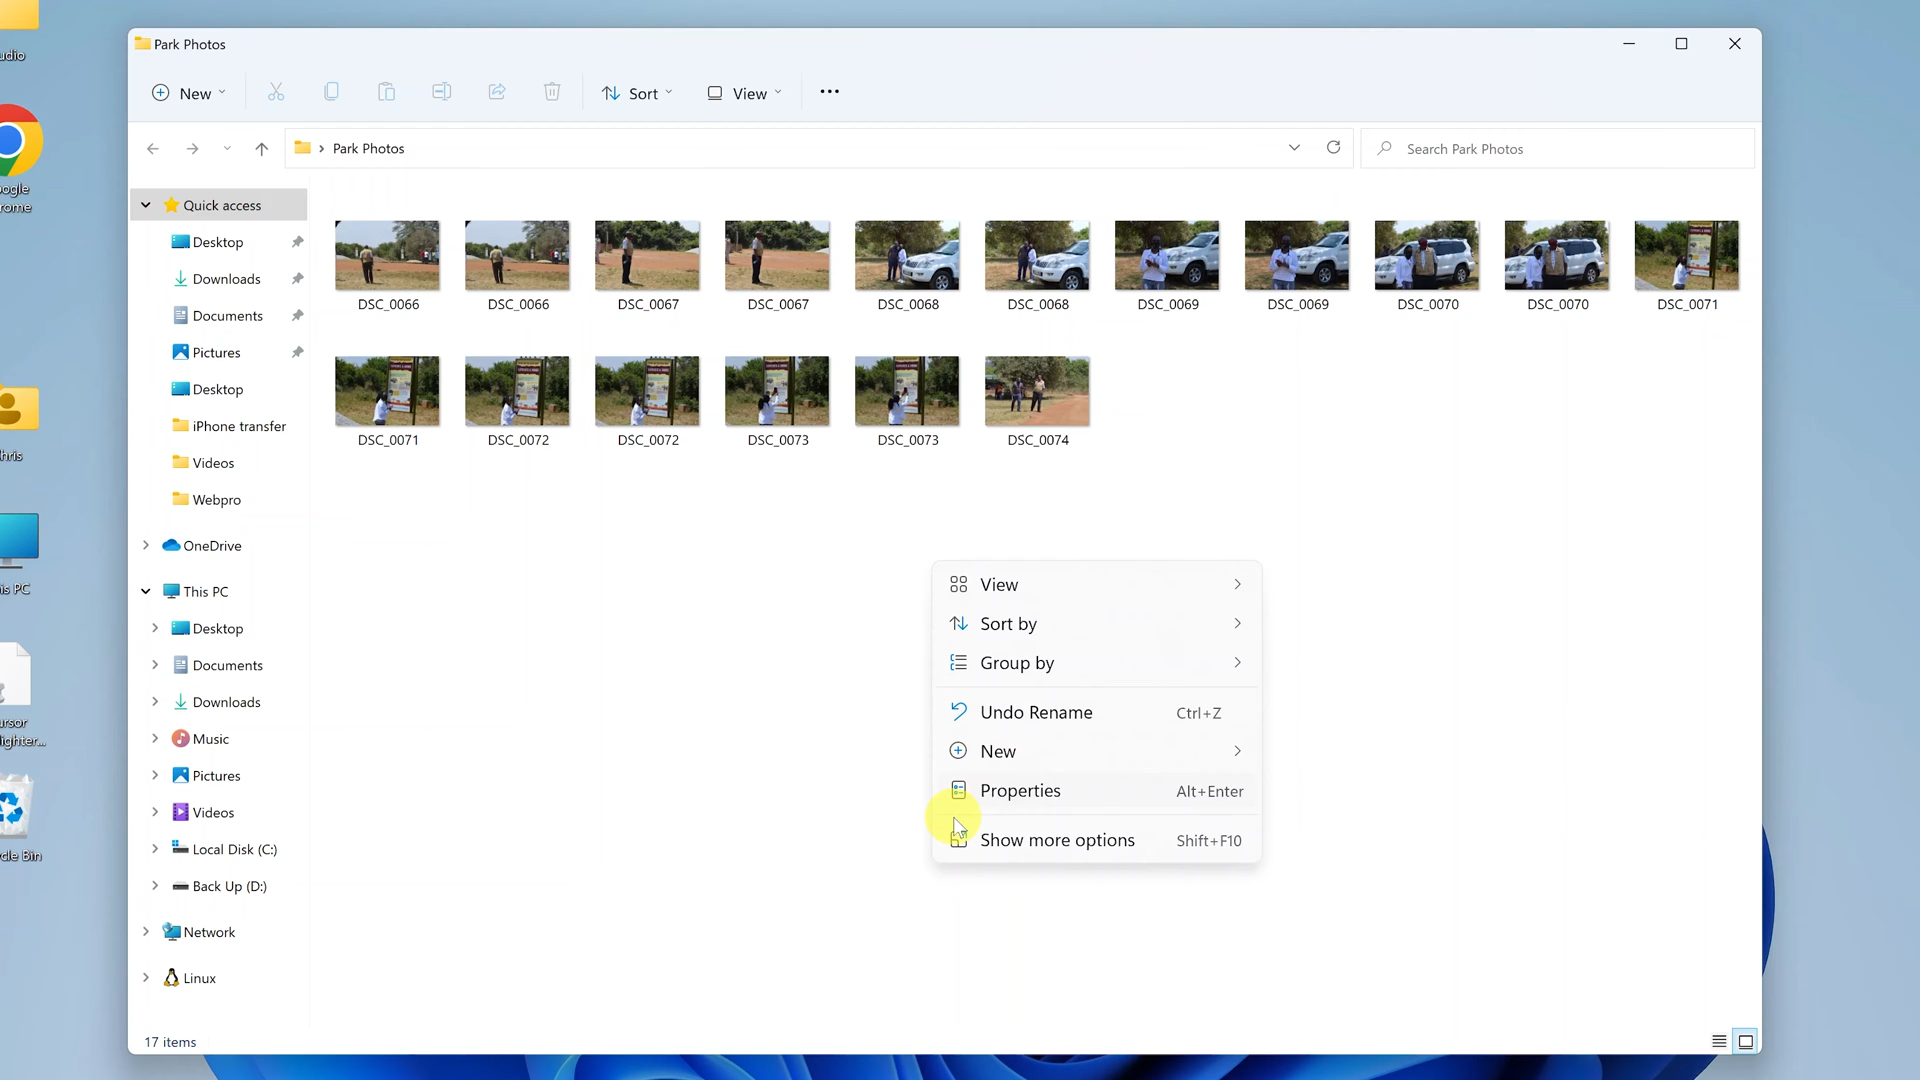 udio
oogle
rome
hris
is PC
ursor
lighter...
cle Bin
Park Photos
New
Sort
View
Park Photos
Search Park Photos
Quick access
Desktop
Downloads
Documents
Pictures
Desktop
iPhone transfer
Videos
Webpro
OneDrive
This PC
Desktop
Documents
Downloads
Music
Pictures
Videos
Local Disk (C:)
Back Up (D:)
Network
Linux
DSC_0066 DSC_0066 DSC_0067 DSC_0067 DSC_0068 DSC_0068 DSC_0069 DSC_0069 DSC_0070 DSC_0070 DSC_0071
DSC_0071 DSC_0072 DSC_0072 DSC_0073 DSC_0073 DSC_0074
View
Sort by
Group by
Undo Rename Ctrl+Z
New
Properties Alt+Enter
Show more options Shift+F10
17 items